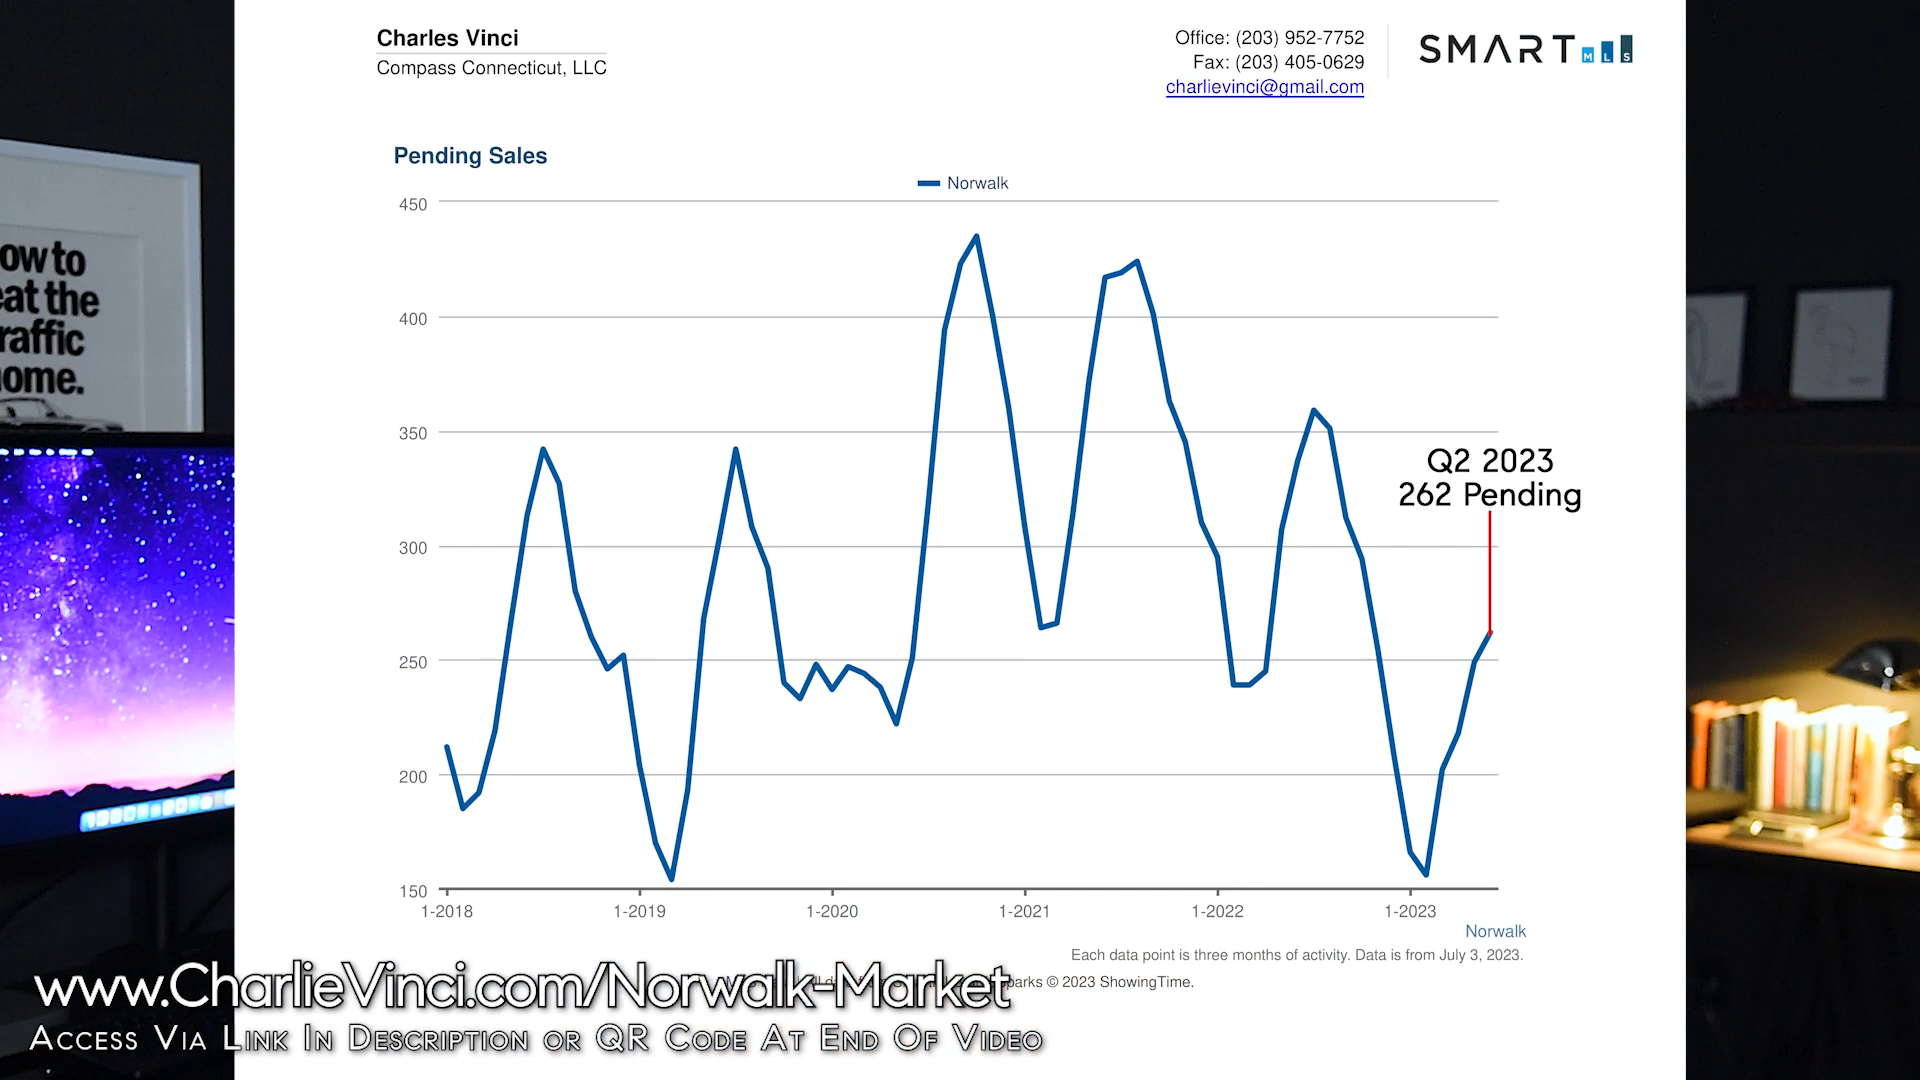 Charles Vinci
Compass Connecticut, LLC
Office: (203) 952-7752
Fax: (203) 405-0629
charlievinci@gmail.com
SMART
M L S
Pending Sales
Norwalk
450
400
350
300
250
200
150
1-2018
1-2019
1-2020
1-2021
1-2022
1-2023
Q2 2023
262 Pending
Norwalk
Each data point is three months of activity. Data is from July 3, 2023.
© 2023 ShowingTime.
www.CharlieVinci.com/Norwalk-Market
Access Via Link In Description or QR Code At End Of Video
ow to
eat the
raffic
ome.